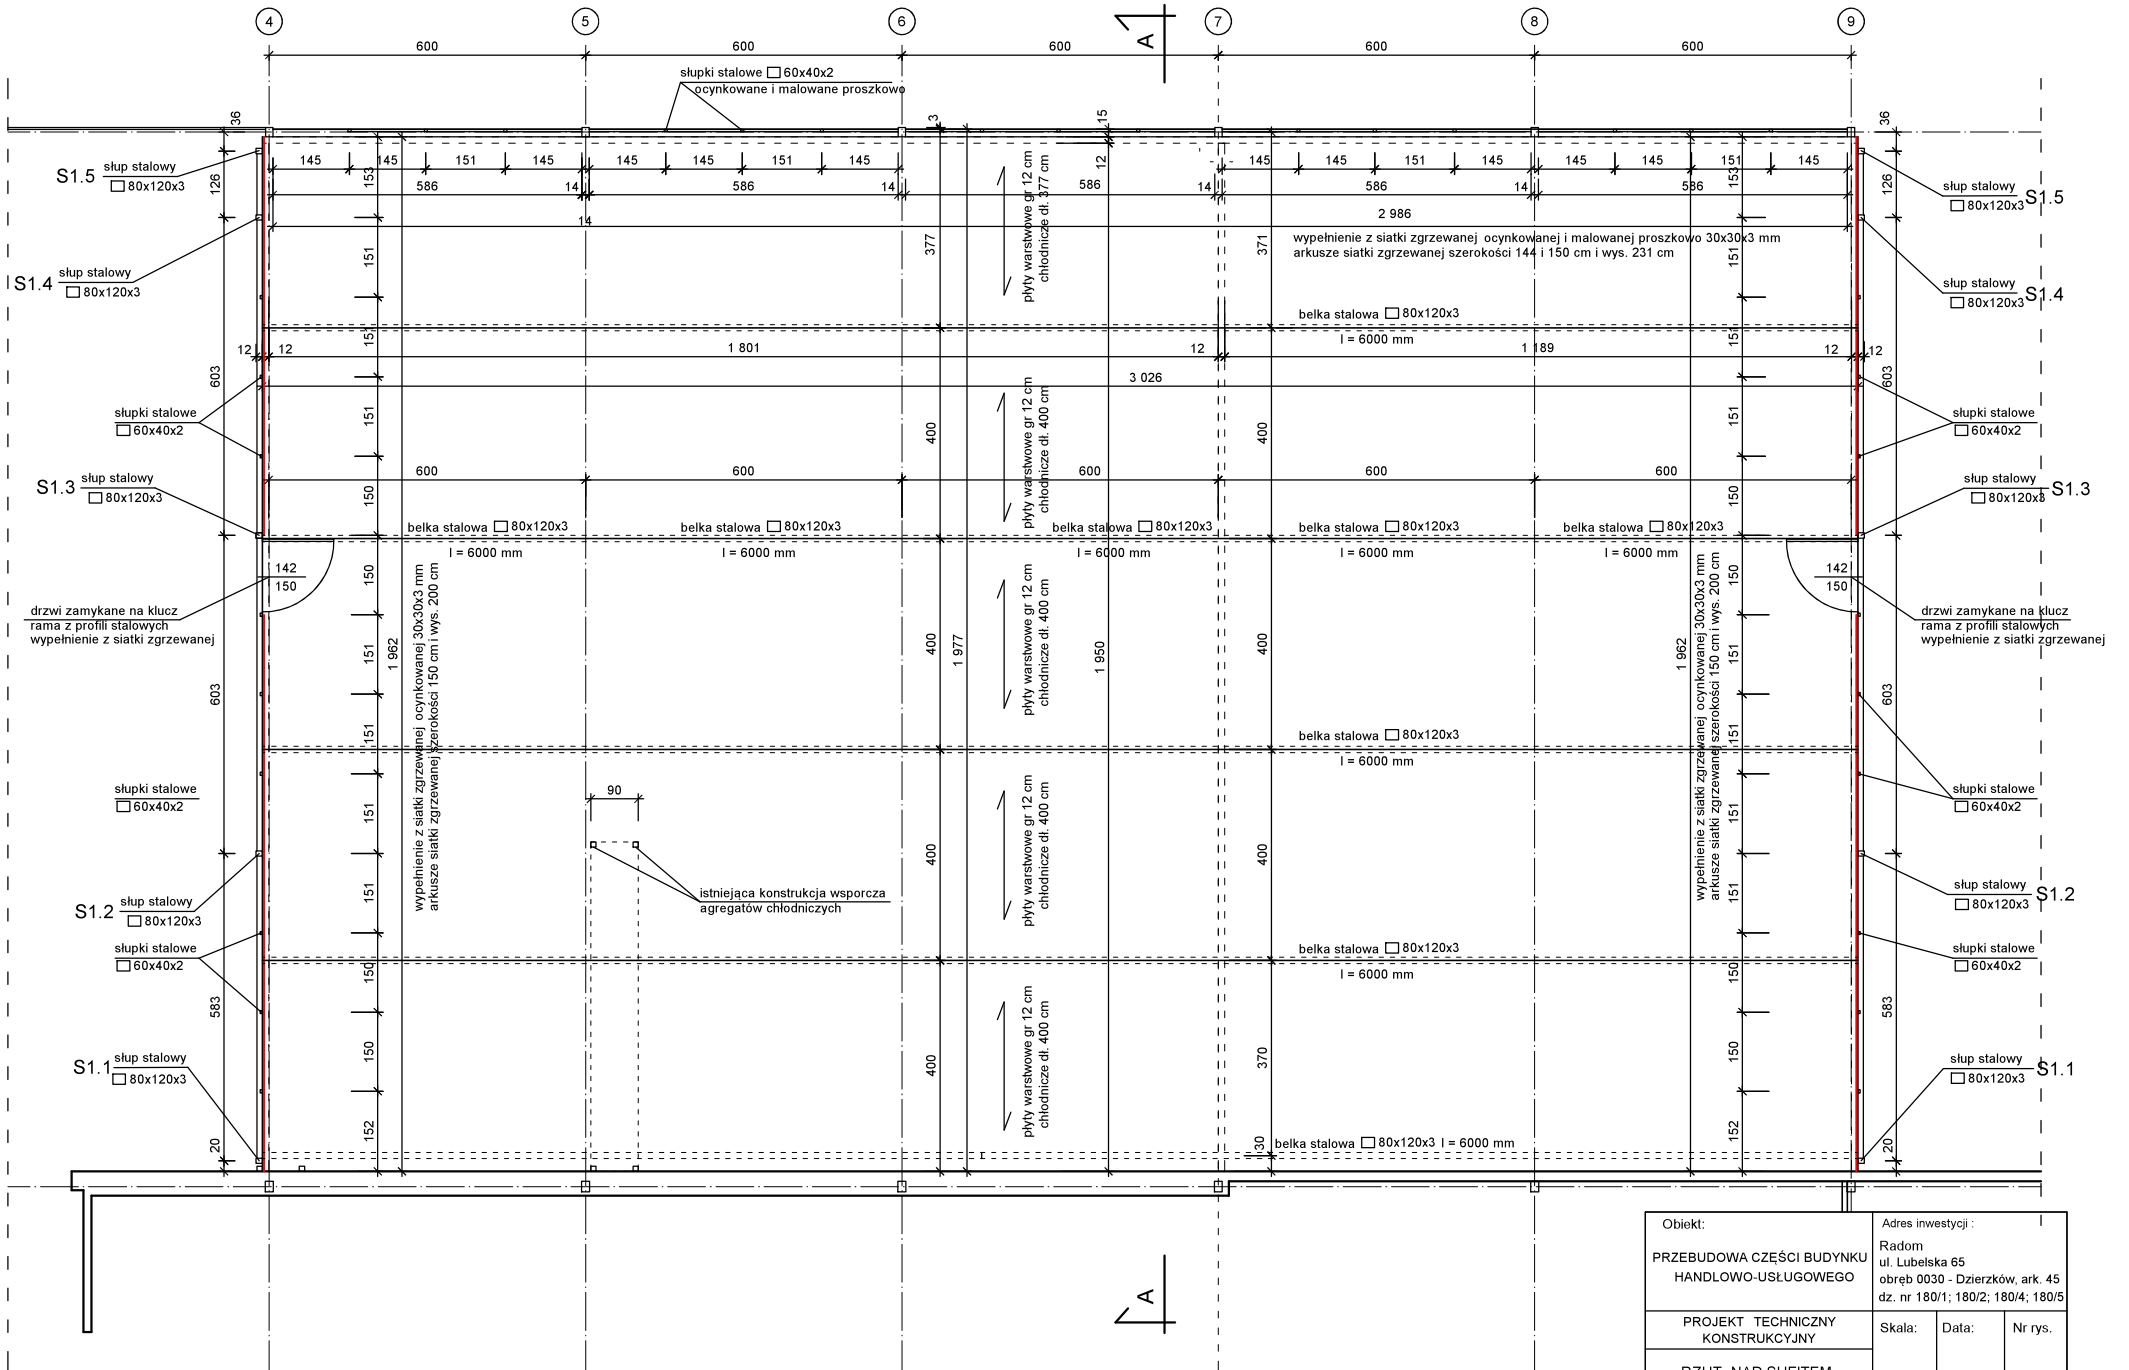 4 5 6 7 8 9
A
600 600 600 600 600
słupki stalowe 60x40x2
ocynkowane i malowane proszkowo
36 3 15 36
145 145 151 145 145 145 151 145 12 145 145 151 145 145 145 151 145
586 14 586 14 586 14 586 14 586
14 2 986
słup stalowy
S1.5
80x120x3
126
153
słup stalowy
S1.4
80x120x3
151
377
płyty warstwowe gr 12 cm
chłodnicze dł. 377 cm
371
wypełnienie z siatki zgrzewanej ocynkowanej i malowanej proszkowo 30x30x3 mm
arkusze siatki zgrzewanej szerokości 144 i 150 cm i wys. 231 cm
153
126
słup stalowy
S1.5
80x120x3
151
słup stalowy
S1.4
80x120x3
belka stalowa 80x120x3
l = 6000 mm
151
151
12 12 1 801 12 1 189 12 12
3 026
603
603
słupki stalowe
60x40x2
151
400
płyty warstwowe gr 12 cm
chłodnicze dł. 400 cm
400
151
słupki stalowe
60x40x2
600 600 600 600 600
słup stalowy
S1.3
80x120x3
150
150
słup stalowy
S1.3
80x120x3
belka stalowa 80x120x3 belka stalowa 80x120x3 belka stalowa 80x120x3 belka stalowa 80x120x3 belka stalowa 80x120x3
l = 6000 mm l = 6000 mm l = 6000 mm l = 6000 mm l = 6000 mm
142
150
150
150
142
150
drzwi zamykane na klucz
rama z profili stalowych
wypełnienie z siatki zgrzewanej
603
151
1 962
wypełnienie z siatki zgrzewanej ocynkowanej 30x30x3 mm
arkusze siatki zgrzewanej szerokości 150 cm i wys. 200 cm
400
1 977
płyty warstwowe gr 12 cm
chłodnicze dł. 400 cm
1 950
400
1 962
wypełnienie z siatki zgrzewanej ocynkowanej 30x30x3 mm
arkusze siatki zgrzewanej szerokości 150 cm i wys. 200 cm
151
603
drzwi zamykane na klucz
rama z profili stalowych
wypełnienie z siatki zgrzewanej
151
belka stalowa 80x120x3
l = 6000 mm
151
słupki stalowe
60x40x2
151
90
151
słupki stalowe
60x40x2
400
płyty warstwowe gr 12 cm
chłodnicze dł. 400 cm
400
słup stalowy
S1.2
80x120x3
151
istniejąca konstrukcja wsporcza
agregatów chłodniczych
151
słup stalowy
S1.2
80x120x3
słupki stalowe
60x40x2
150
belka stalowa 80x120x3
l = 6000 mm
150
słupki stalowe
60x40x2
583
583
słup stalowy
S1.1
80x120x3
150
400
płyty warstwowe gr 12 cm
chłodnicze dł. 400 cm
370
150
słup stalowy
S1.1
80x120x3
20
152
30
belka stalowa 80x120x3 l = 6000 mm
152
20
A
Obiekt:
PRZEBUDOWA CZĘŚCI BUDYNKU
HANDLOWO-USŁUGOWEGO
Adres inwestycji :
Radom
ul. Lubelska 65
obręb 0030 - Dzierzków, ark. 45
dz. nr 180/1; 180/2; 180/4; 180/5
PROJEKT TECHNICZNY
KONSTRUKCYJNY
Skala: Data: Nr rys.
RZUT NAD SUFITEM